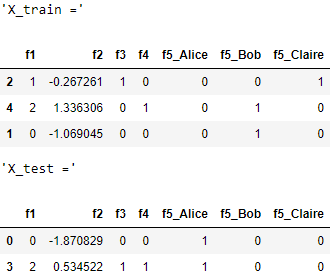 'X_train ='
f1 f2 f3 f4 f5_Alice f5_Bob f5_Claire
2 1 -0.267261 1 0 0 0 1
4 2 1.336306 0 1 0 1 0
1 0 -1.069045 0 0 0 1 0
'X_test ='
f1 f2 f3 f4 f5_Alice f5_Bob f5_Claire
0 0 -1.870829 0 0 1 0 0
3 2 0.534522 1 1 1 0 0